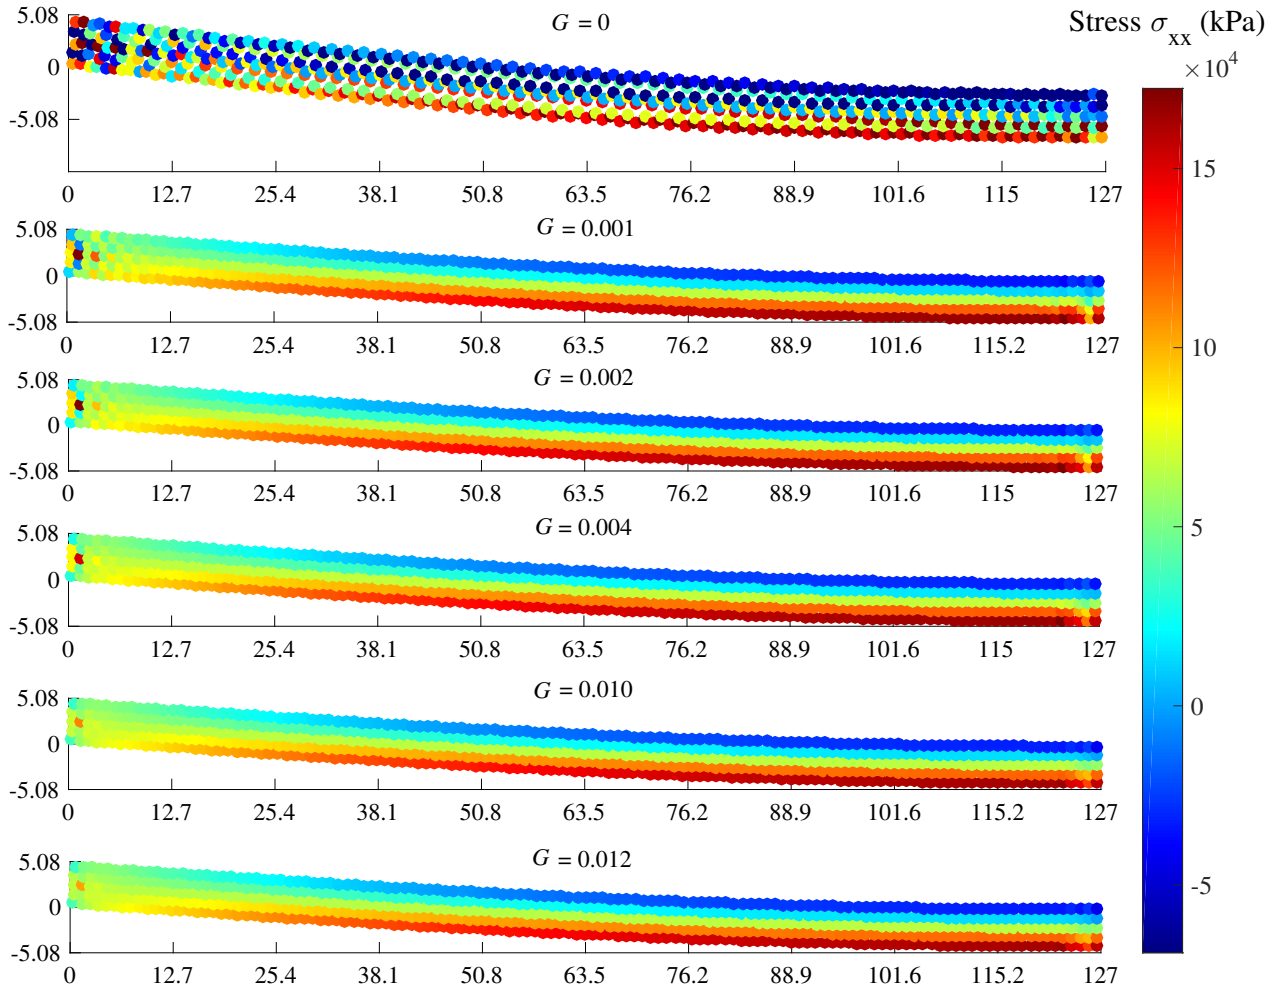 Stress σxx (kPa)
×10⁴
15
10
5
0
-5
G = 0
5.08
0
-5.08
0 12.7 25.4 38.1 50.8 63.5 76.2 88.9 101.6 115 127
G = 0.001
5.08
0
-5.08
0 12.7 25.4 38.1 50.8 63.5 76.2 88.9 101.6 115.2 127
G = 0.002
5.08
0
-5.08
0 12.7 25.4 38.1 50.8 63.5 76.2 88.9 101.6 115 127
G = 0.004
5.08
0
-5.08
0 12.7 25.4 38.1 50.8 63.5 76.2 88.9 101.6 115 127
G = 0.010
5.08
0
-5.08
0 12.7 25.4 38.1 50.8 63.5 76.2 88.9 101.6 115.2 127
G = 0.012
5.08
0
-5.08
0 12.7 25.4 38.1 50.8 63.5 76.2 88.9 101.6 115.2 127